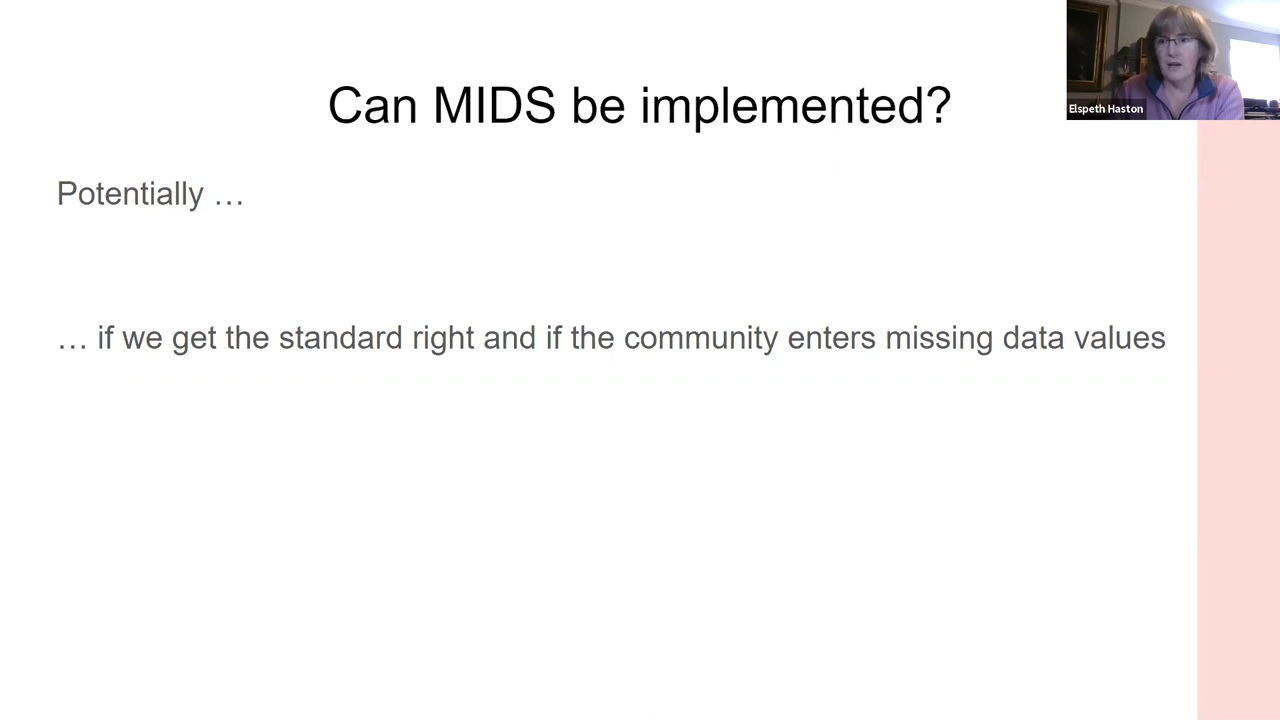 Can MIDS be implemented?
Elspeth Haston
Potentially …
… if we get the standard right and if the community enters missing data values